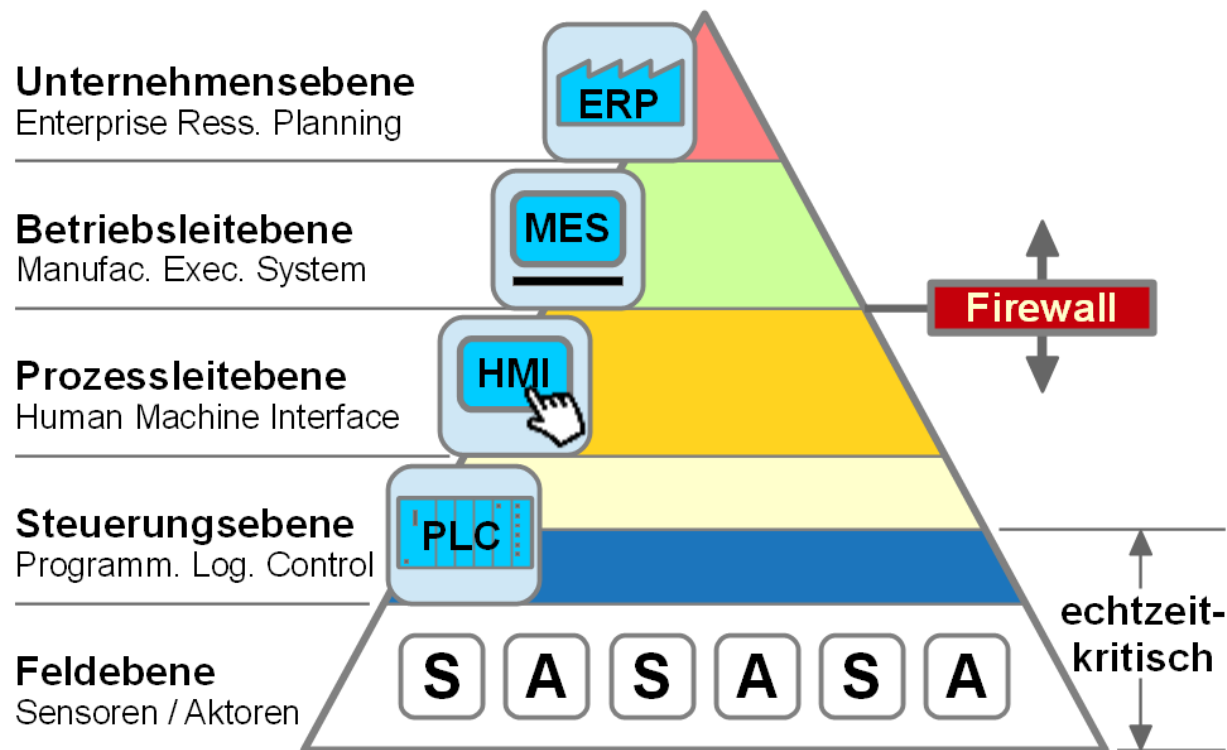 Unternehmensebene
Enterprise Ress. Planning
ERP
Betriebsleitebene
Manufac. Exec. System
MES
Firewall
Prozessleitebene
Human Machine Interface
HMI
Steuerungsebene
Programm. Log. Control
PLC
echtzeit-
kritisch
Feldebene
Sensoren / Aktoren
S A S A S A